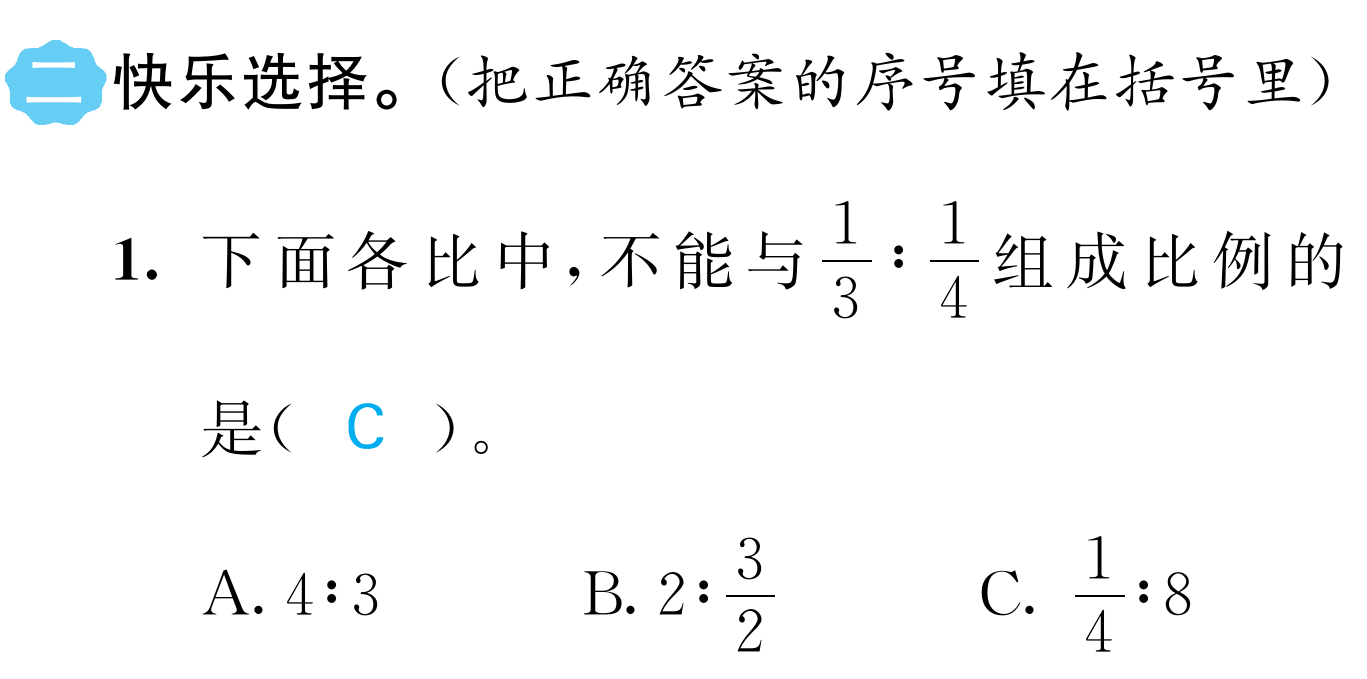 二 快乐选择。(把正确答案的序号填在括号里)
1. 下面各比中,不能与 1/3 ∶ 1/4 组成比例的
是( C )。
A. 4∶3 B. 2∶3/2 C. 1/4∶8